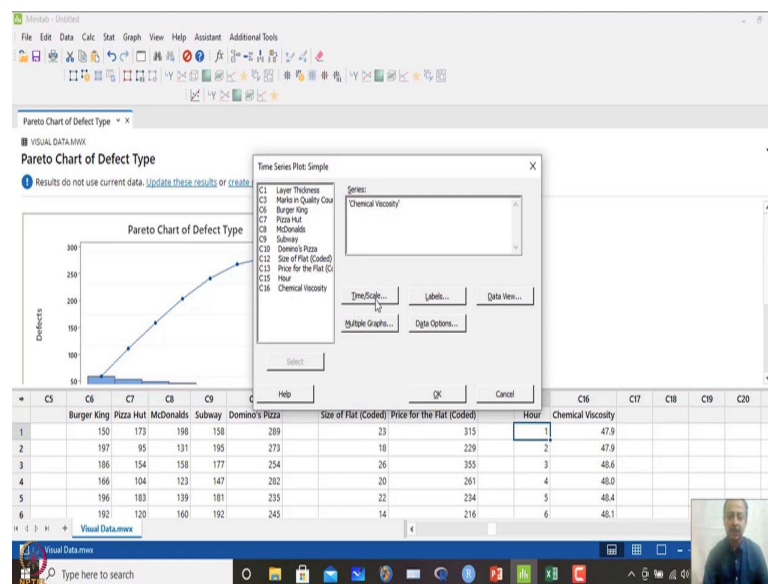 Minitab - Untitled
File Edit Data Calc Stat Graph View Help Assistant Additional Tools
Pareto Chart of Defect Type
VISUAL DATA.MWX
Pareto Chart of Defect Type
Results do not use current data. Update these results or create
Pareto Chart of Defect Type
Defects
300
250
200
150
100
50
Time Series Plot: Simple
C1 Layer Thickness
C3 Marks in Quality Cou
C6 Burger King
C7 Pizza Hut
C8 McDonalds
C9 Subway
C10 Domino's Pizza
C12 Size of Flat (Coded)
C13 Price for the Flat (Co
C15 Hour
C16 Chemical Viscosity
Series:
'Chemical Viscosity'
Time/Scale... Labels... Data View...
Multiple Graphs... Data Options...
Select
Help OK Cancel
C5 C6 C7 C8 C9 C16 C17 C18 C19 C20
Burger King Pizza Hut McDonalds Subway Domino's Pizza Size of Flat (Coded) Price for the Flat (Coded) Hour Chemical Viscosity
1 150 173 198 158 289 23 315 1 47.9
2 197 95 131 195 273 18 229 2 47.9
3 186 154 158 177 254 26 355 3 48.6
4 166 104 123 147 282 20 261 4 48.0
5 196 183 139 181 235 22 234 5 48.4
6 192 120 160 192 245 14 216 6 48.1
Visual Data.mwx
Visual Data.mwx
NPTEL
Type here to search